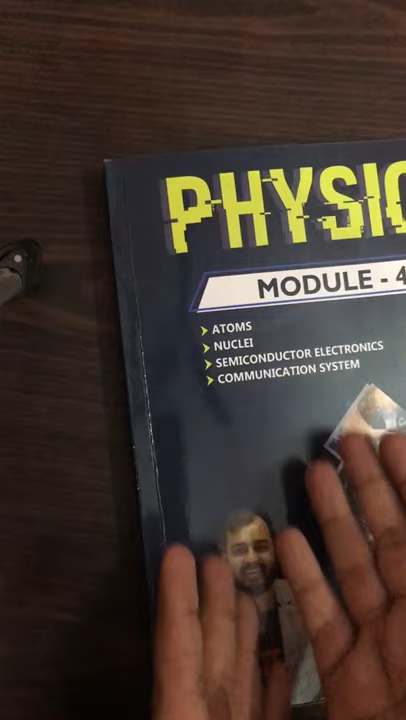 PHYSIC
MODULE - 4
ATOMS
NUCLEI
SEMICONDUCTOR ELECTRONICS
COMMUNICATION SYSTEM